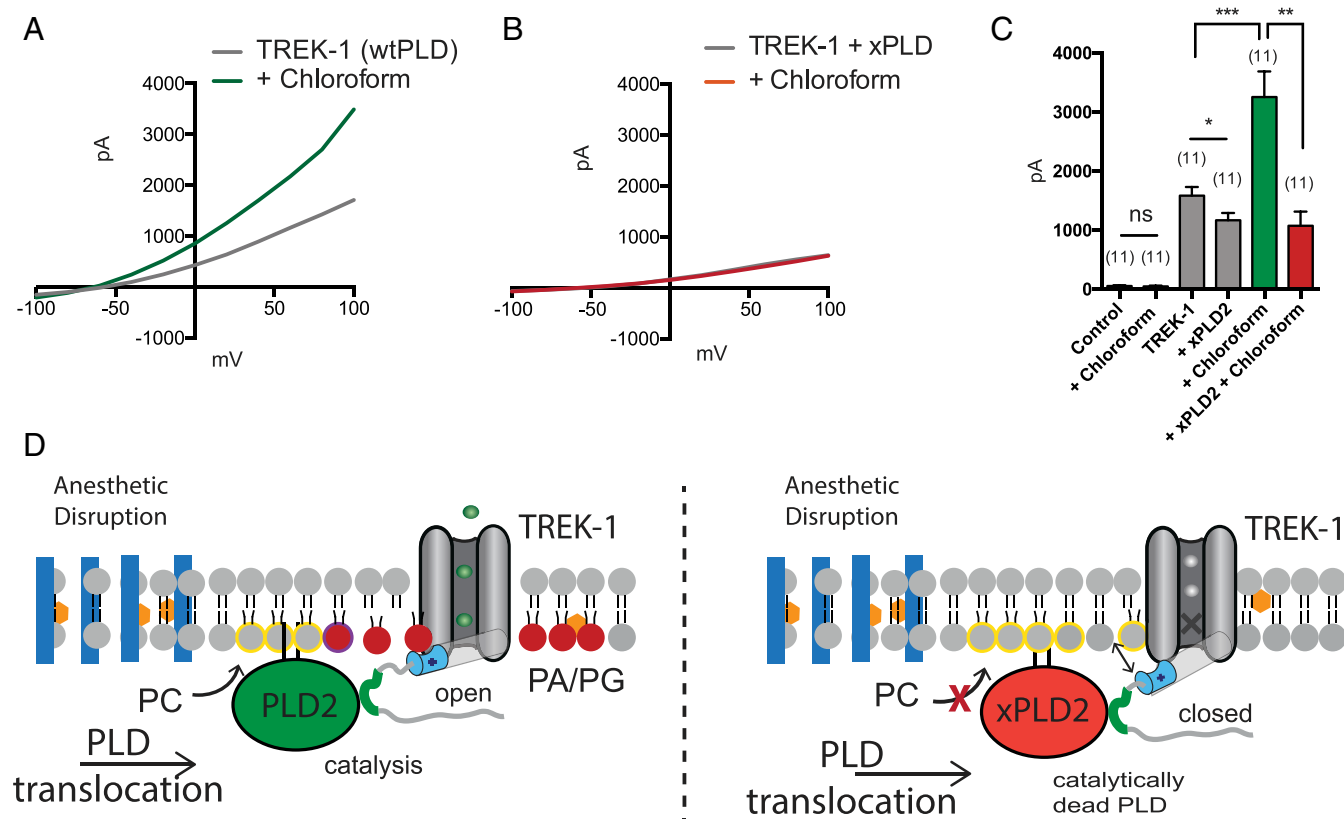 A
TREK-1 (wtPLD)
+ Chloroform
4000
3000
2000
1000
-1000
-100
-50
50
100
pA
mV
B
TREK-1 + xPLD
+ Chloroform
4000
3000
2000
1000
-1000
-100
-50
50
100
pA
mV
C
***
**
*
ns
(11)
(11)
(11)
(11)
(11)
(11)
4000
3000
2000
1000
0
pA
Control
+ Chloroform
TREK-1
+ xPLD2
+ Chloroform
+ xPLD2 + Chloroform
D
Anesthetic
Disruption
TREK-1
+
PC
PLD2
open
PA/PG
PLD
translocation
catalysis
Anesthetic
Disruption
TREK-1
+
PC
X
xPLD2
closed
PLD
translocation
catalytically
dead PLD